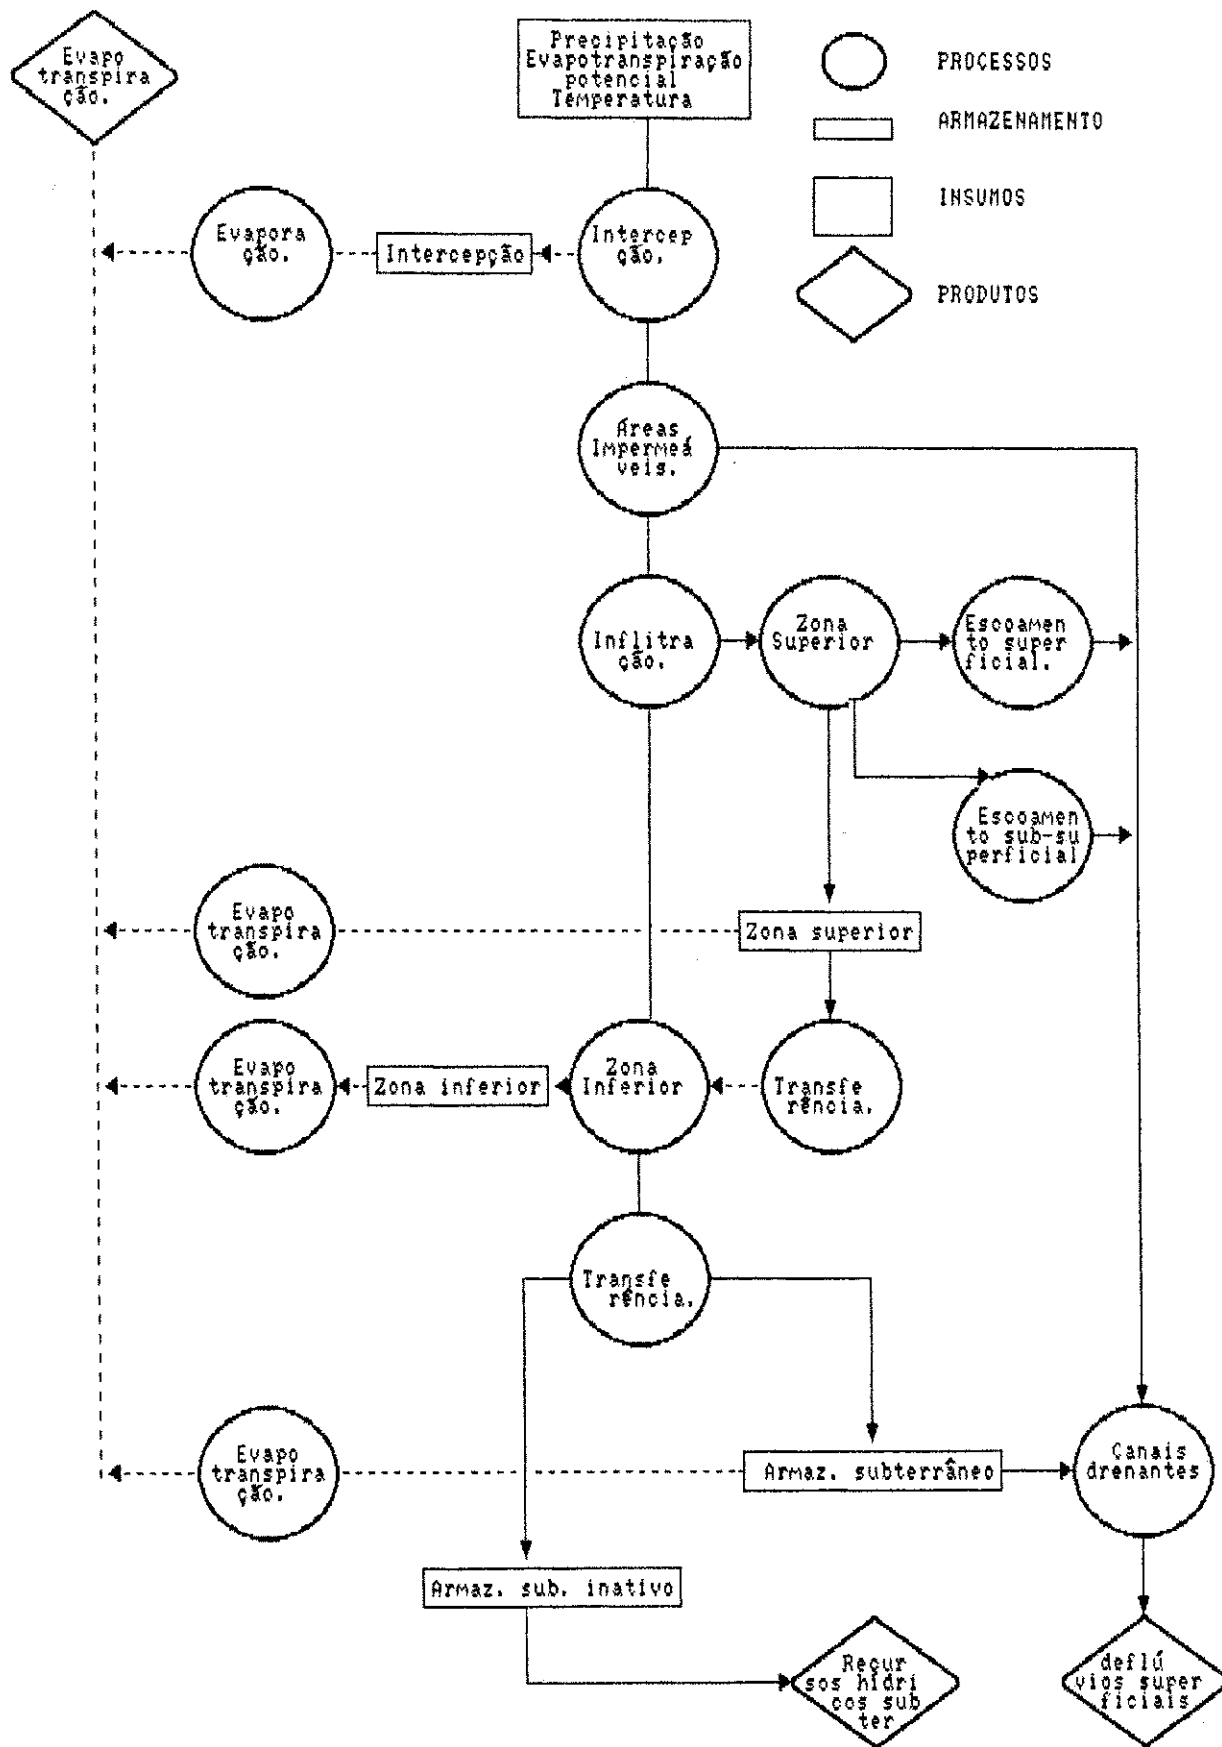 Evapo
transpira
ção.
Precipitação
Evapotranspiração
potencial
Temperatura
PROCESSOS
ARMAZENAMENTO
INSUMOS
PRODUTOS
Evapora
ção.
Intercepção
Intercep
ção.
Áreas
Impermeá
veis.
Inflitra
ção.
Zona
Superior
Escoamen
to super
ficial.
Escoamen
to sub-su
perficial
Evapo
transpira
ção.
Zona superior
Evapo
transpira
ção.
Zona inferior
Zona
Inferior
Transfe
rência.
Transfe
rência.
Evapo
transpira
ção.
Armaz. subterrâneo
Canais
drenantes
Armaz. sub. inativo
Recur
sos hídri
cos sub
ter
deflú
vios super
ficiais